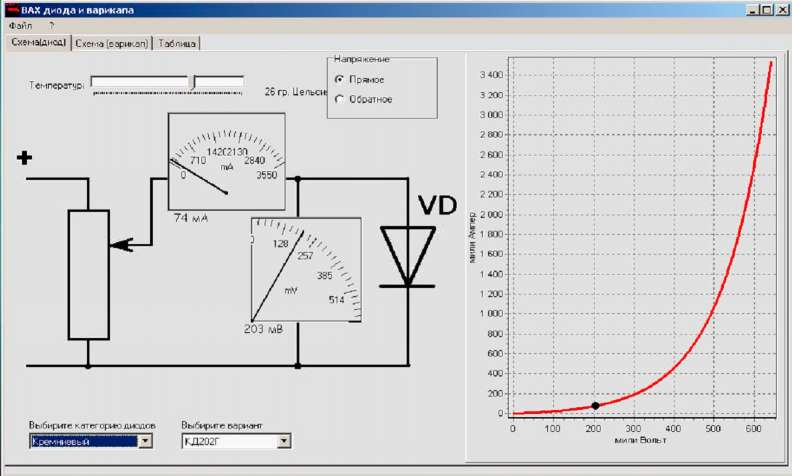 ВАХ диода и варикапа
Файл ?
Схема(диод) Схема (варикап) Таблица
Напряжение
Температура
26 гр. Цельсия
Прямое
Обратное
+
0 710 1420 2130 2840 3550
mA
74 мА
VD
0 128 257 385 514
mV
203 мВ
Выбирите категорию диодов
Кремниевый
Выбирите вариант
КД202Г
3 400
3 200
3 000
2 800
2 600
2 400
2 200
2 000
1 800
1 600
1 400
1 200
1 000
800
600
400
200
0
мили Ампер
0 100 200 300 400 500 600
мили Вольт